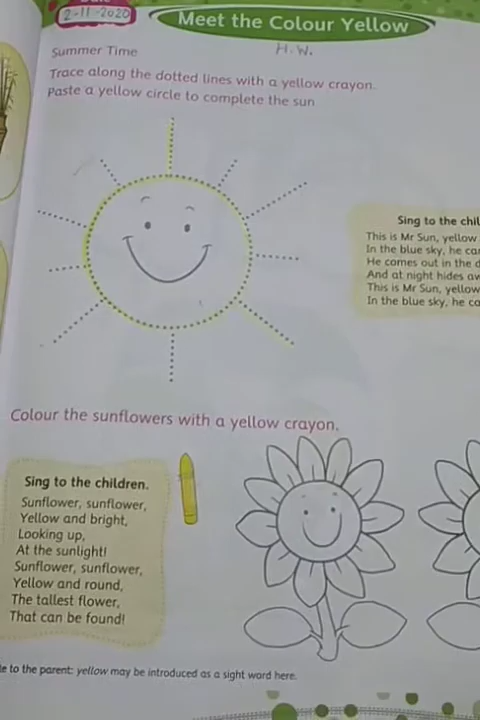 Date
2-11-2020
Meet the Colour Yellow
H.W.
Summer Time
Trace along the dotted lines with a yellow crayon.
Paste a yellow circle to complete the sun
Sing to the chil
This is Mr Sun, yellow
In the blue sky, he ca
He comes out in the d
And at night hides aw
This is Mr Sun, yellow
In the blue sky, he ca
Colour the sunflowers with a yellow crayon.
Sing to the children.
Sunflower, sunflower,
Yellow and bright,
Looking up,
At the sunlight!
Sunflower, sunflower,
Yellow and round,
The tallest flower,
That can be found!
le to the parent: yellow may be introduced as a sight word here.